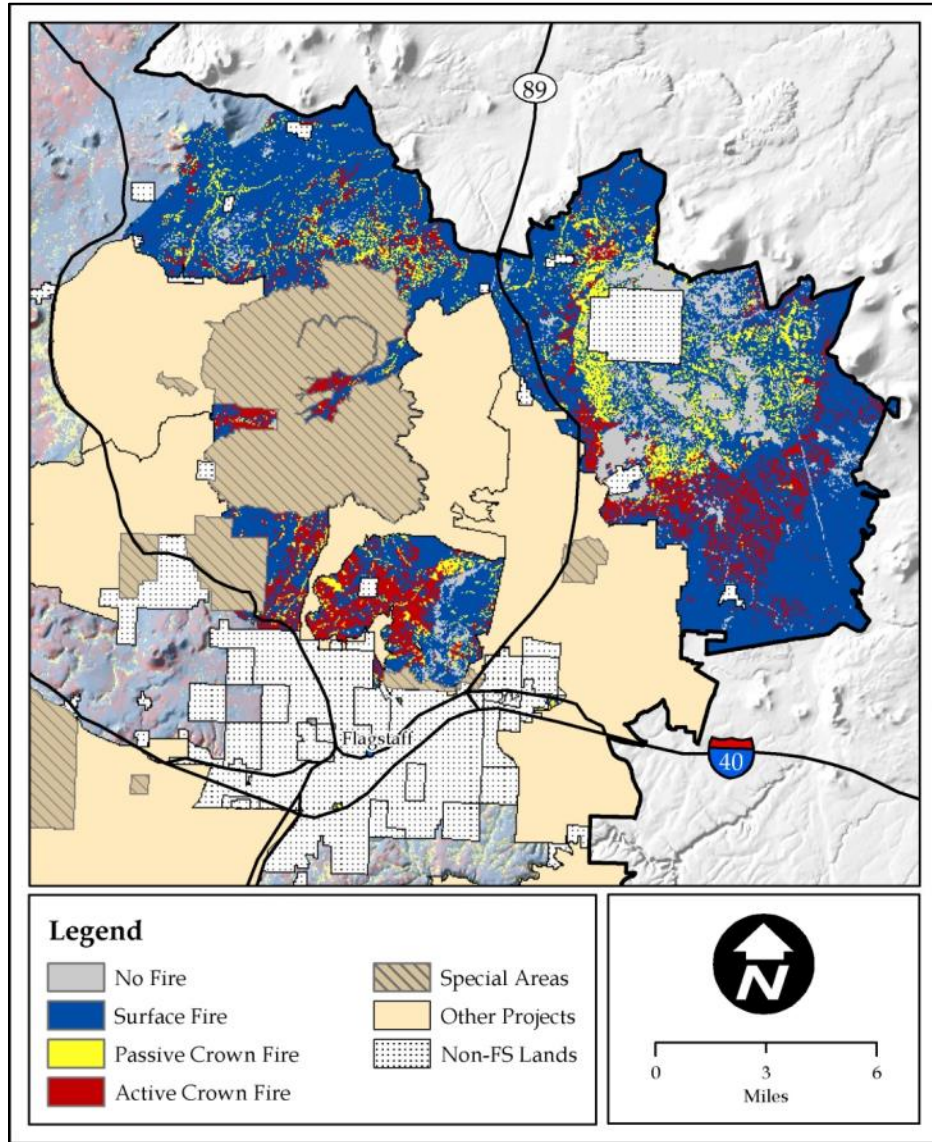 89
Flagstaff
40
Legend
No Fire
Surface Fire
Passive Crown Fire
Active Crown Fire
Special Areas
Other Projects
Non-FS Lands
N
0 3 6
Miles